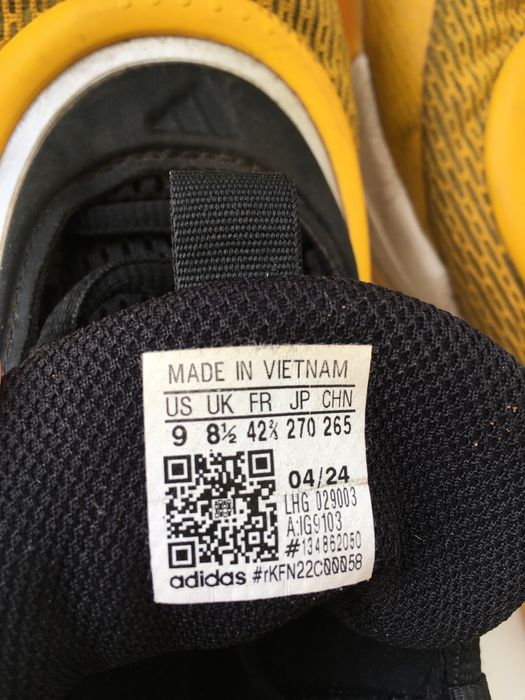 MADE IN VIETNAM
US UK FR JP CHN
9 8½ 42⅔ 270 265
04/24
LHG 029003
A:IG9103
#134862050
adidas #rKFN22C00058